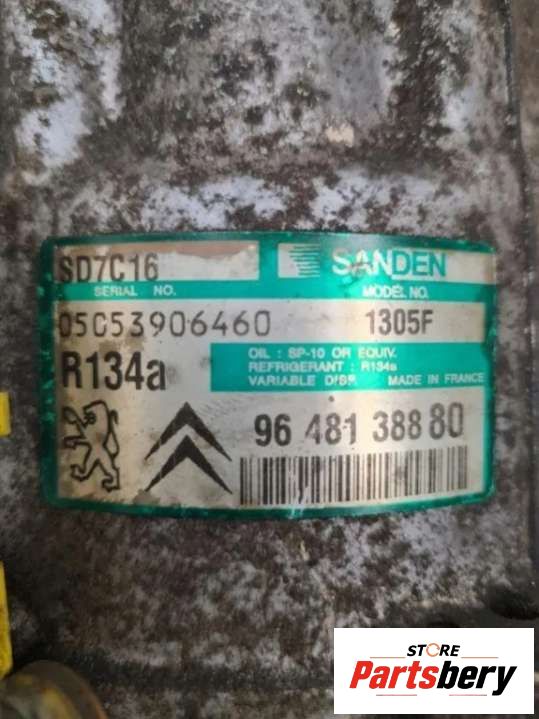 SD7C16
SANDEN
SERIAL NO.
MODEL NO.
05C53906460
1305F
R134a
OIL : SP-10 OR EQUIV.
REFRIGERANT : R134a
VARIABLE DISP. MADE IN FRANCE
96 481 388 80
STORE
Partsbery